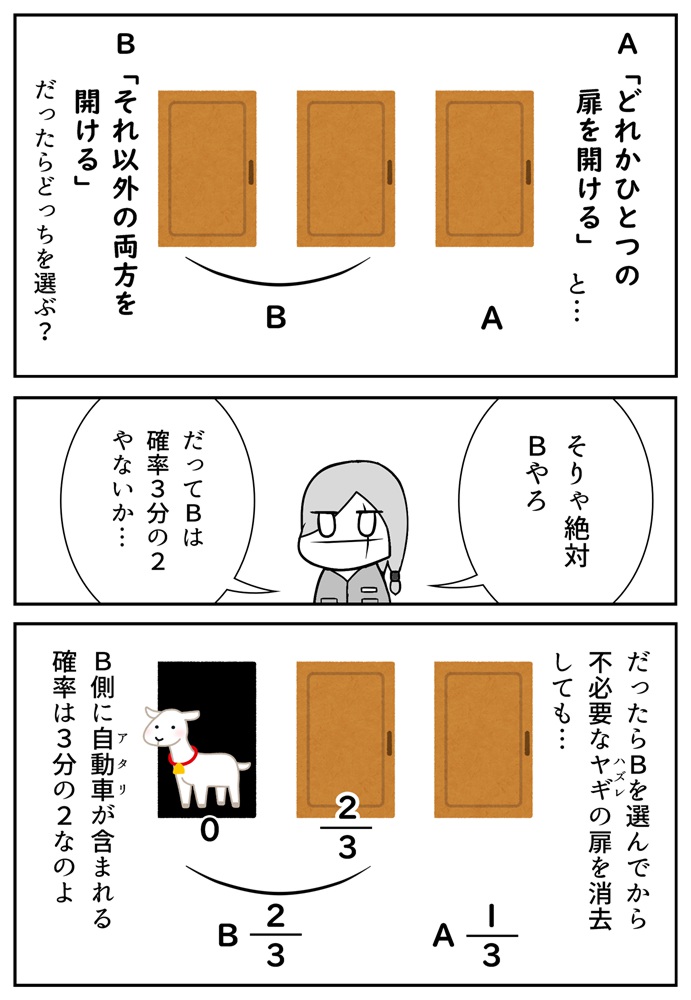 A「どれかひとつの
扉を開ける」と…
B「それ以外の両方を
開ける」
だったらどっちを選ぶ？
B
A
そりゃ絶対
Bやろ
だってBは
確率３分の２
やないか…
だったらBを選んでから
不必要なヤギの扉を消去
ハズレ
しても…
0
2
3
B 2
3
A 1
3
B側に自動車が含まれる
アタリ
確率は３分の２なのよ